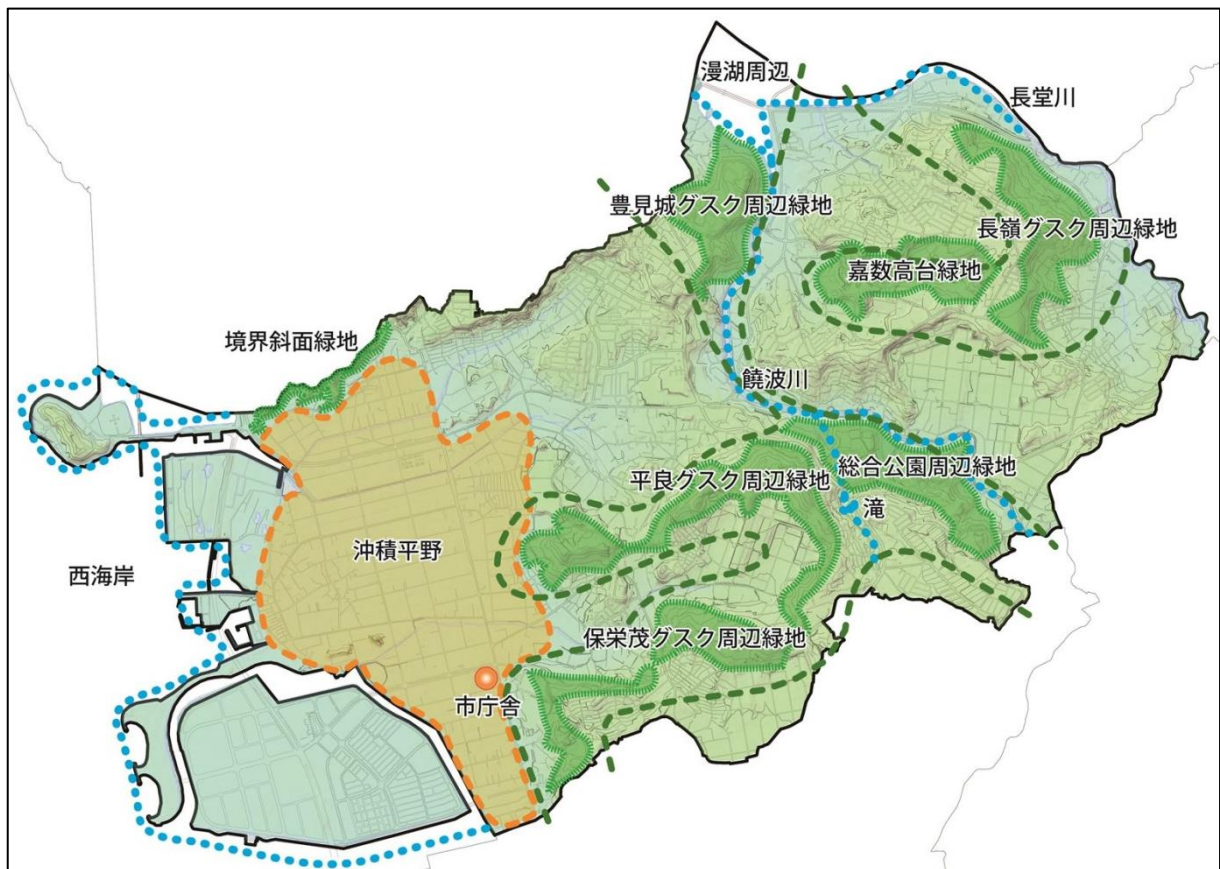 漫湖周辺
長堂川
豊見城グスク周辺緑地
長嶺グスク周辺緑地
嘉数高台緑地
境界斜面緑地
饒波川
総合公園周辺緑地
平良グスク周辺緑地
滝
沖積平野
西海岸
保栄茂グスク周辺緑地
市庁舎